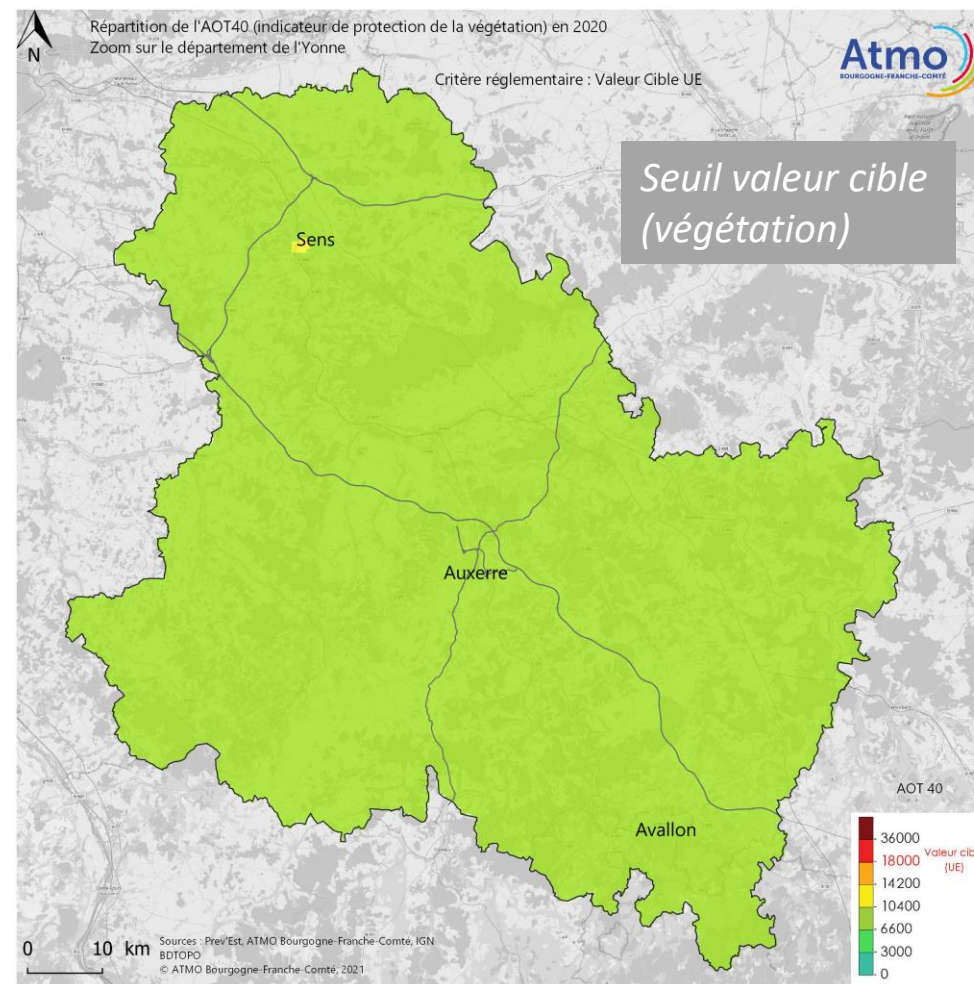 Répartition de l'AOT40 (indicateur de protection de la végétation) en 2020
Zoom sur le département de l'Yonne
N
Critère réglementaire : Valeur Cible UE
Atmo
BOURGOGNE-FRANCHE-COMTÉ
Seuil valeur cible
(végétation)
Sens
Auxerre
Avallon
AOT 40
36000
18000 Valeur cib
(UE)
14200
10400
6600
3000
0
0 10 km
Sources : Prev'Est, ATMO Bourgogne-Franche-Comté, IGN
BDTOPO
© ATMO Bourgogne-Franche-Comté, 2021